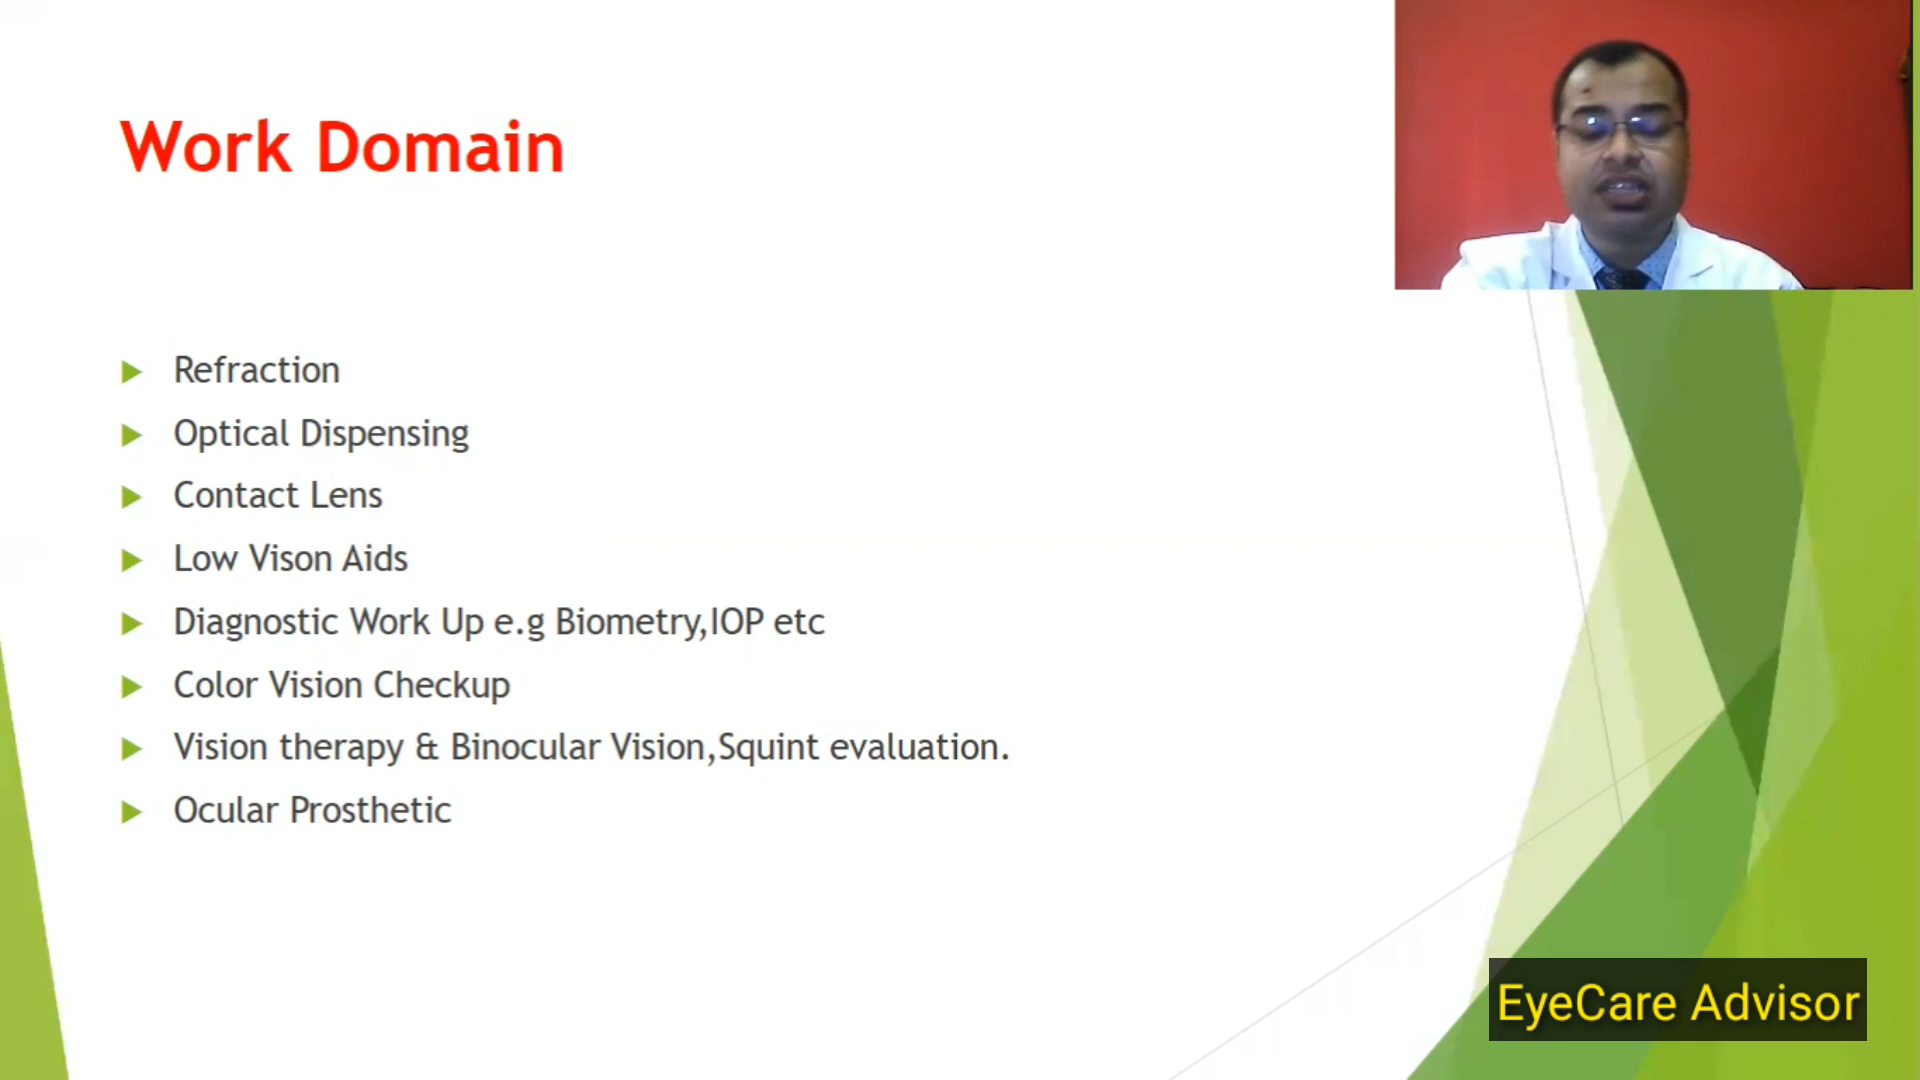 Work Domain
Refraction
Optical Dispensing
Contact Lens
Low Vison Aids
Diagnostic Work Up e.g Biometry,IOP etc
Color Vision Checkup
Vision therapy & Binocular Vision,Squint evaluation.
Ocular Prosthetic
EyeCare Advisor